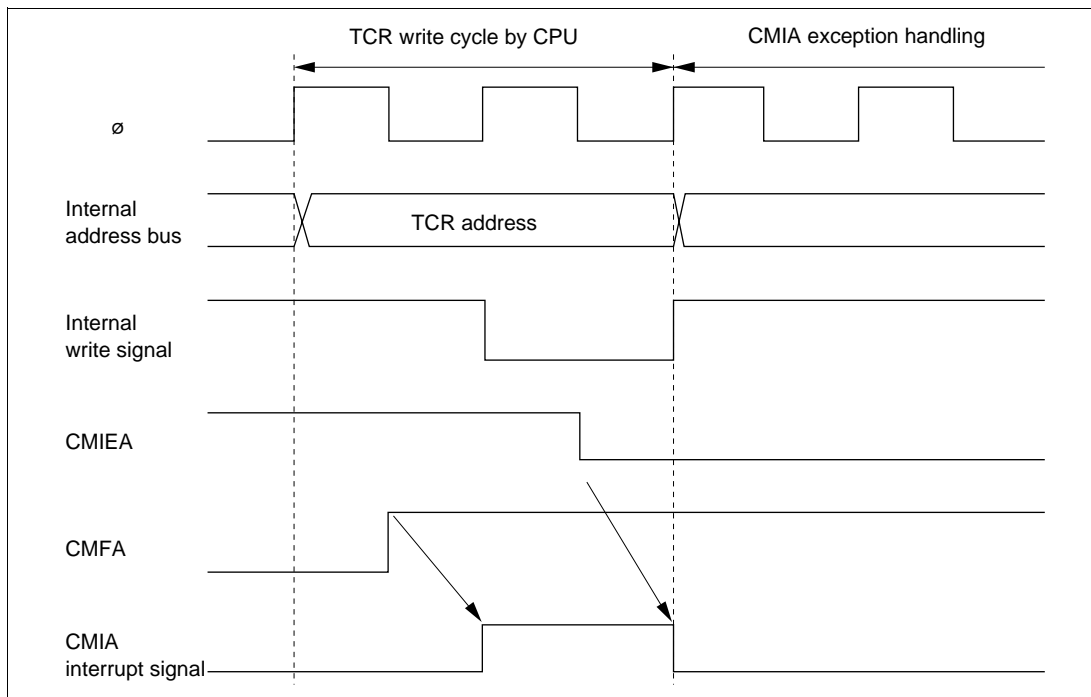 TCR write cycle by CPU
CMIA exception handling
ø
Internal
address bus
TCR address
Internal
write signal
CMIEA
CMFA
CMIA
interrupt signal